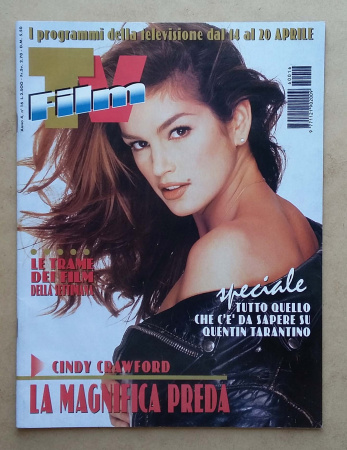 I programmi della televisione dal 14 al 20 APRILE
TV
Film
LE TRAME
DEI FILM
DELLA SETTIMANA
speciale
TUTTO QUELLO
CHE C'E' DA SAPERE SU
QUENTIN TARANTINO
CINDY CRAWFORD
LA MAGNIFICA PREDA